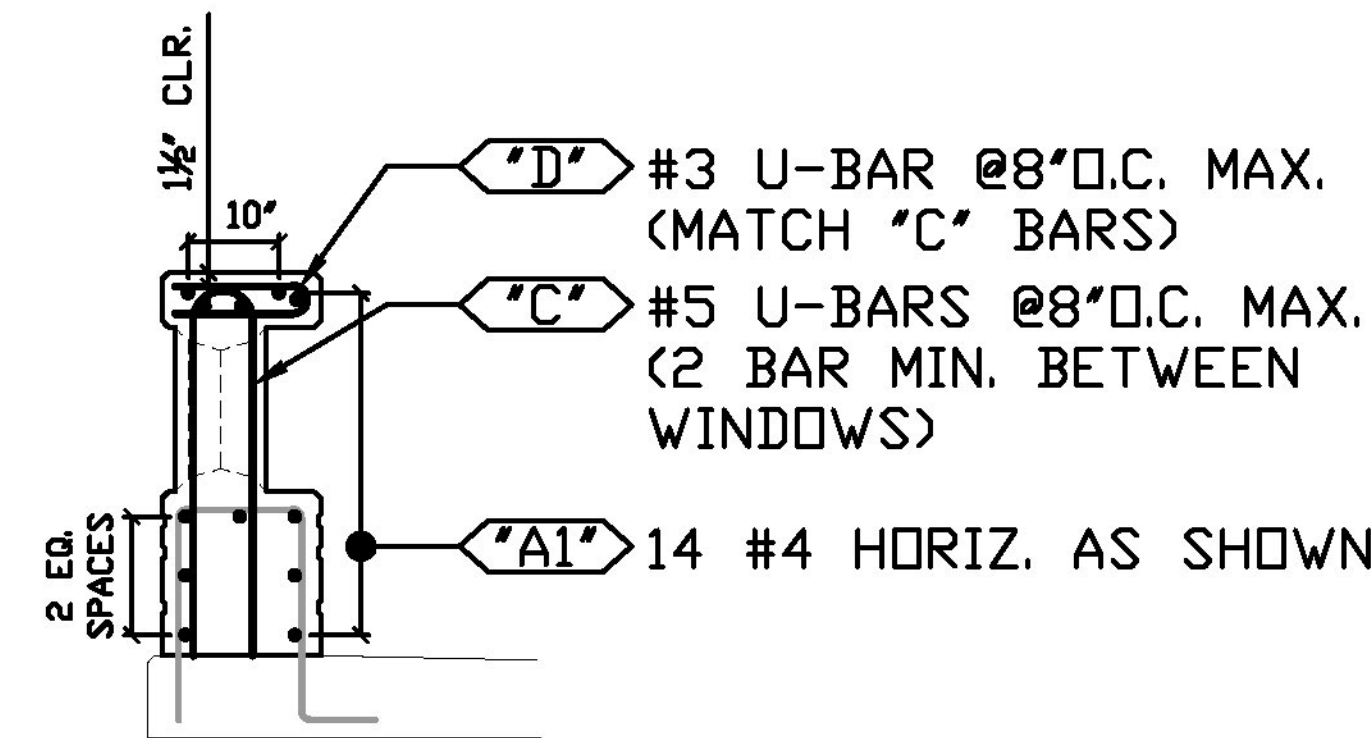 1½" CLR.
10"
"D" #3 U-BAR @8"O.C. MAX.
(MATCH "C" BARS)
"C" #5 U-BARS @8"O.C. MAX.
(2 BAR MIN. BETWEEN
WINDOWS)
"A1" 14 #4 HORIZ. AS SHOWN
2 EQ.
SPACES